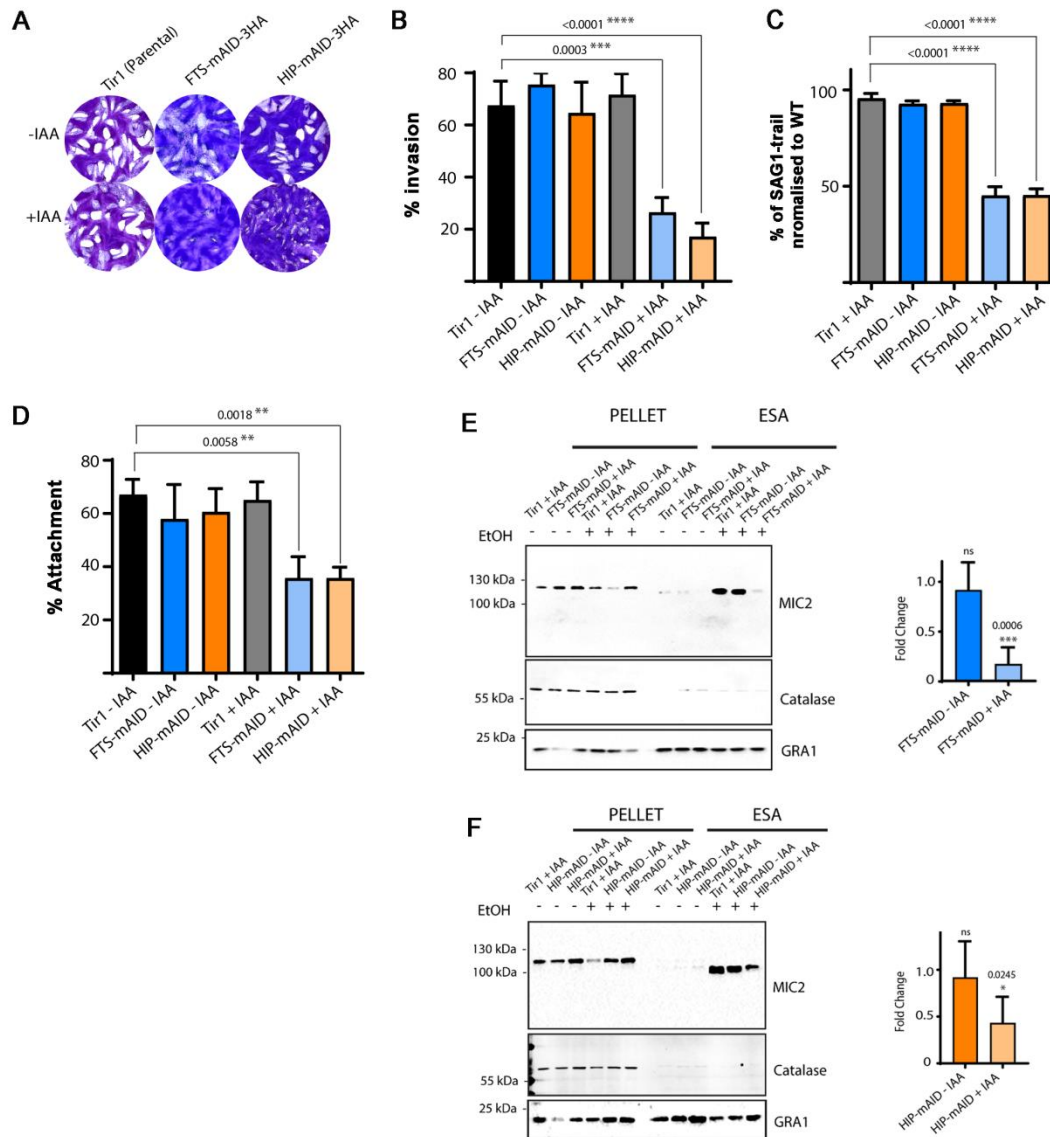 A
Tir1 (Parental)
FTS-mAID-3HA
HIP-mAID-3HA
-IAA
+IAA
B
<0.0001 ****
0.0003 ***
% invasion
80
60
40
20
Tir1 - IAA
FTS-mAID - IAA
HIP-mAID - IAA
Tir1 + IAA
FTS-mAID + IAA
HIP-mAID + IAA
C
<0.0001 ****
<0.0001 ****
% of SAG1-trail
nromalised to WT
100
50
Tir1 + IAA
FTS-mAID - IAA
HIP-mAID - IAA
FTS-mAID + IAA
HIP-mAID + IAA
D
0.0018 **
0.0058 **
% Attachment
80
60
40
20
Tir1 - IAA
FTS-mAID - IAA
HIP-mAID - IAA
Tir1 + IAA
FTS-mAID + IAA
HIP-mAID + IAA
E
PELLET ESA
Tir1 + IAA FTS-mAID - IAA FTS-mAID + IAA Tir1 + IAA FTS-mAID - IAA FTS-mAID + IAA Tir1 + IAA FTS-mAID - IAA FTS-mAID + IAA Tir1 + IAA FTS-mAID - IAA FTS-mAID + IAA
EtOH - - - + + + - - - + + +
130 kDa -
100 kDa -
MIC2
55 kDa -
Catalase
25 kDa -
GRA1
Fold Change
1.0
0.5
0
ns
0.0006
***
FTS-mAID - IAA
FTS-mAID + IAA
F
PELLET ESA
Tir1 + IAA HIP-mAID - IAA HIP-mAID + IAA Tir1 + IAA HIP-mAID - IAA HIP-mAID + IAA Tir1 + IAA HIP-mAID - IAA HIP-mAID + IAA Tir1 + IAA HIP-mAID - IAA HIP-mAID + IAA
EtOH - - - + + + - - - + + +
130 kDa -
100 kDa -
MIC2
55 kDa -
Catalase
25 kDa -
GRA1
Fold Change
1.0
0.5
0
ns
0.0245
*
HIP-mAID - IAA
HIP-mAID + IAA